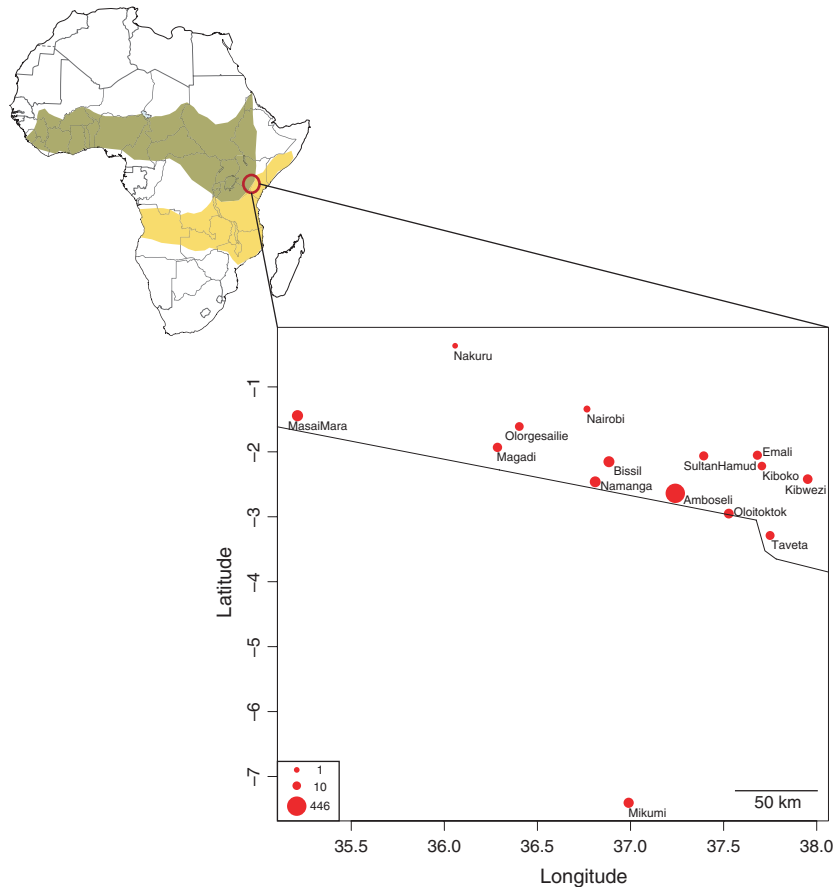 Nakuru
-1
MasaiMara
Nairobi
Olorgesailie
-2
Magadi
Bissil
SultanHamud
Emali
Kiboko
Namanga
Kibwezi
Amboseli
-3
Oloitoktok
Taveta
-4
Latitude
-5
-6
-7
1
10
446
Mikumi
50 km
35.5 36.0 36.5 37.0 37.5 38.0
Longitude